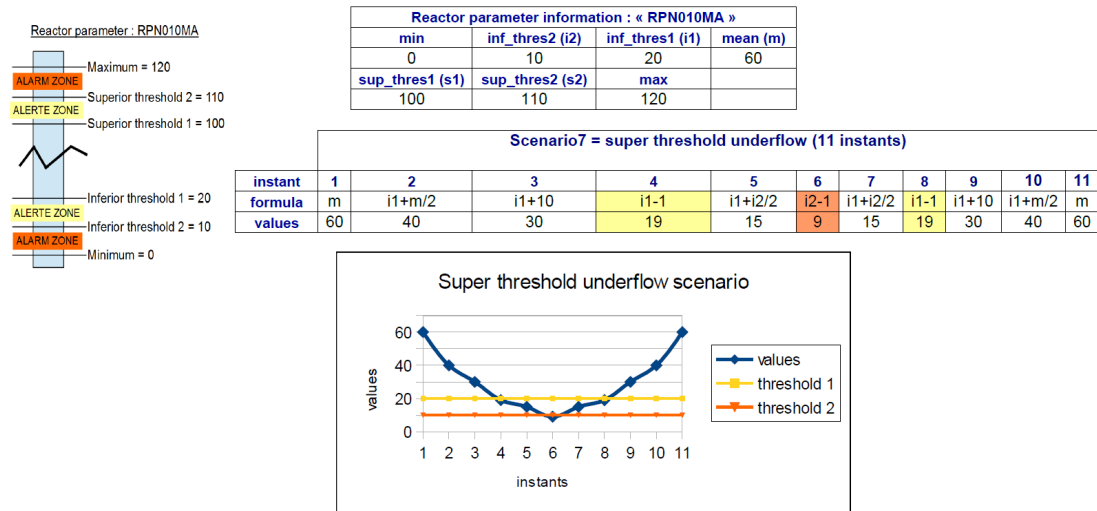 Reactor parameter : RPN010MA
Maximum = 120
ALARM ZONE
Superior threshold 2 = 110
ALERTE ZONE
Superior threshold 1 = 100
Inferior threshold 1 = 20
ALERTE ZONE
Inferior threshold 2 = 10
ALARM ZONE
Minimum = 0
Reactor parameter information : « RPN010MA »
min inf_thres2 (i2) inf_thres1 (i1) mean (m)
0 10 20 60
sup_thres1 (s1) sup_thres2 (s2) max
100 110 120
Scenario7 = super threshold underflow (11 instants)
instant 1 2 3 4 5 6 7 8 9 10 11
formula m i1+m/2 i1+10 i1-1 i1+i2/2 i2-1 i1+i2/2 i1-1 i1+10 i1+m/2 m
values 60 40 30 19 15 9 15 19 30 40 60
Super threshold underflow scenario
60
40
20
0
values
1 2 3 4 5 6 7 8 9 10 11
instants
values
threshold 1
threshold 2